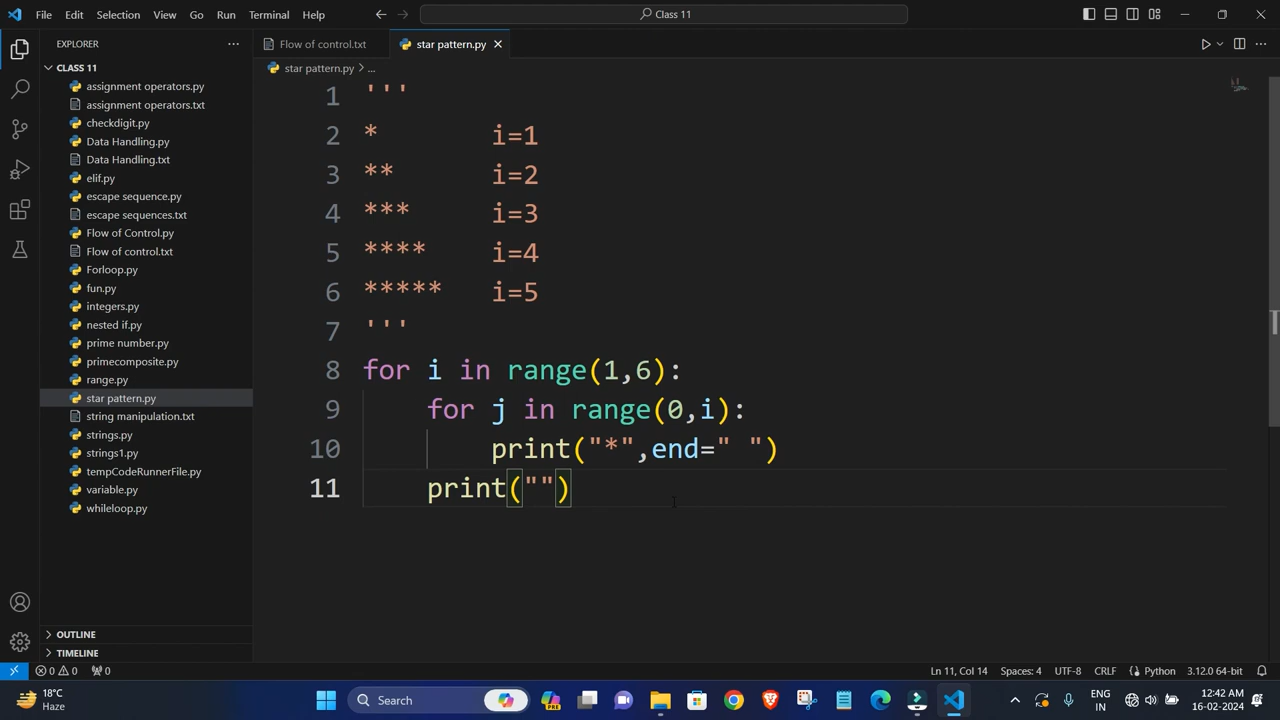 File Edit Selection View Go Run Terminal Help
Class 11
EXPLORER
Flow of control.txt
star pattern.py
CLASS 11
star pattern.py > ...
assignment operators.py
assignment operators.txt
checkdigit.py
Data Handling.py
Data Handling.txt
elif.py
escape sequence.py
escape sequences.txt
Flow of Control.py
Flow of control.txt
Forloop.py
fun.py
integers.py
nested if.py
prime number.py
primecomposite.py
range.py
star pattern.py
string manipulation.txt
strings.py
strings1.py
tempCodeRunnerFile.py
variable.py
whileloop.py
OUTLINE
TIMELINE
1 '''
2 * i=1
3 ** i=2
4 *** i=3
5 **** i=4
6 ***** i=5
7 '''
8 for i in range(1,6):
9 for j in range(0,i):
10 print("*",end=" ")
11 print("")
0 0 0
Ln 11, Col 14 Spaces: 4 UTF-8 CRLF Python 3.12.0 64-bit
18°C
Haze
Search
PRE
ENG
IN
12:42 AM
16-02-2024